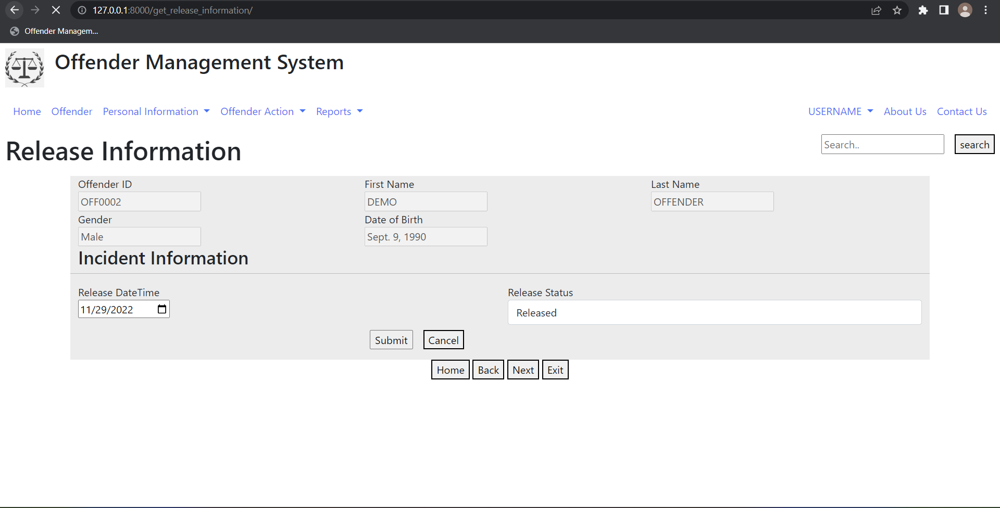 127.0.0.1:8000/get_release_information/
Offender Managem...
Offender Management System
Home Offender Personal Information Offender Action Reports USERNAME About Us Contact Us
Release Information Search.. search
Offender ID First Name Last Name
OFF0002 DEMO OFFENDER
Gender Date of Birth
Male Sept. 9, 1990
Incident Information
Release DateTime Release Status
11/29/2022 Released
Submit Cancel
Home Back Next Exit